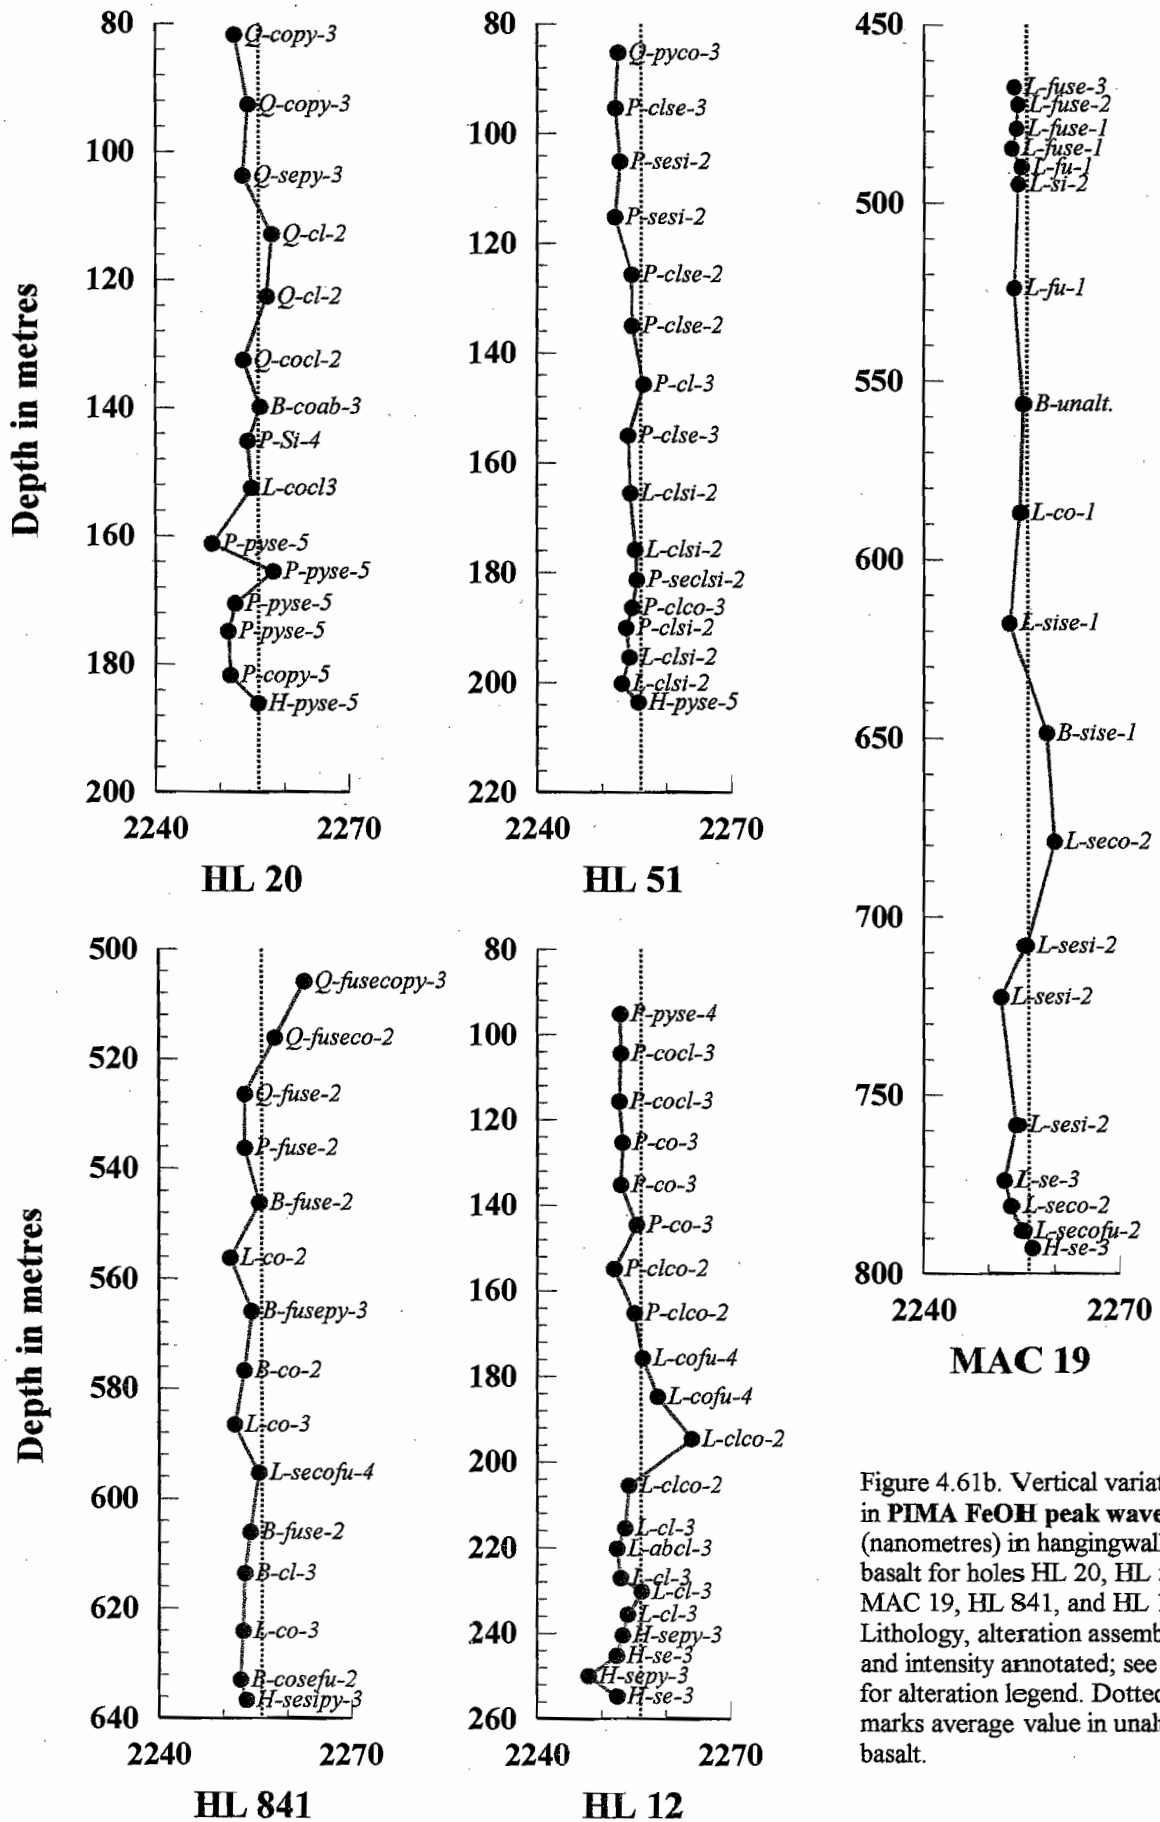 Depth in metres
80
100
120
140
160
180
200
Q-copy-3
Q-copy-3
Q-sepy-3
Q-cl-2
Q-cl-2
Q-cocl-2
B-coab-3
P-Si-4
L-cocl3
P-pyse-5
P-pyse-5
P-pyse-5
P-pyse-5
P-copy-5
H-pyse-5
2240
2270
HL 20
80
100
120
140
160
180
200
220
Q-pyco-3
P-clse-3
P-sesi-2
P-sesi-2
P-clse-2
P-clse-2
P-cl-3
P-clse-3
L-clsi-2
L-clsi-2
P-seclsi-2
P-clco-3
P-clsi-2
L-clsi-2
L-clsi-2
H-pyse-5
2240
2270
HL 51
450
500
550
600
650
700
750
800
L-fuse-3
L-fuse-2
L-fuse-1
L-fuse-1
L-fu-1
L-si-2
L-fu-1
B-unalt.
L-co-1
L-sise-1
B-sise-1
L-seco-2
L-sesi-2
L-sesi-2
L-sesi-2
L-se-3
L-seco-2
L-secofu-2
H-se-3
2240
2270
MAC 19
Depth in metres
500
520
540
560
580
600
620
640
Q-fusecopy-3
Q-fuseco-2
Q-fuse-2
P-fuse-2
B-fuse-2
L-co-2
B-fusepy-3
B-co-2
L-co-3
L-secofu-4
B-fuse-2
B-cl-3
L-co-3
B-cosefu-2
H-sesipy-3
2240
2270
HL 841
80
100
120
140
160
180
200
220
240
260
P-pyse-4
P-cocl-3
P-cocl-3
P-co-3
P-co-3
P-co-3
P-clco-2
P-clco-2
L-cofu-4
L-cofu-4
L-clco-2
L-clco-2
L-cl-3
L-abcl-3
L-cl-3
L-cl-3
L-cl-3
H-sepy-3
H-se-3
H-sepy-3
H-se-3
2240
2270
HL 12
Figure 4.61b. Vertical variat
in PIMA FeOH peak wave
(nanometres) in hangingwall
basalt for holes HL 20, HL
MAC 19, HL 841, and HL 1
Lithology, alteration assemb
and intensity annotated; see
for alteration legend. Dotted
marks average value in unal
basalt.